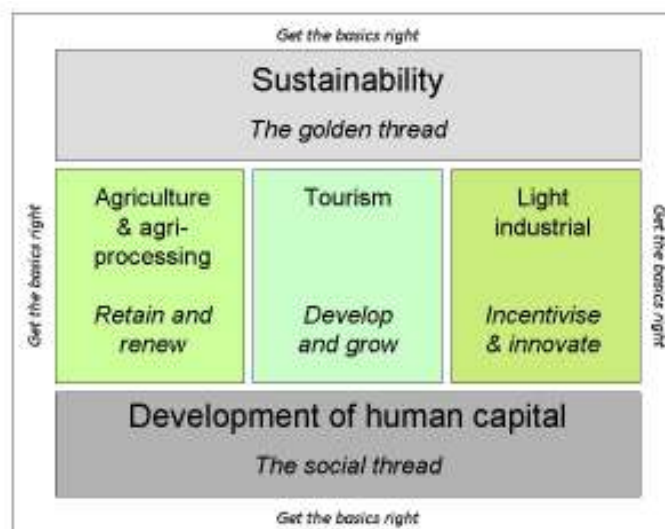 Get the basics right
Sustainability
The golden thread
Get the basics right
Agriculture
& agri-
processing
Retain and
renew
Tourism
Develop
and grow
Light
industrial
Incentivise
& innovate
Get the basics right
Development of human capital
The social thread
Get the basics right